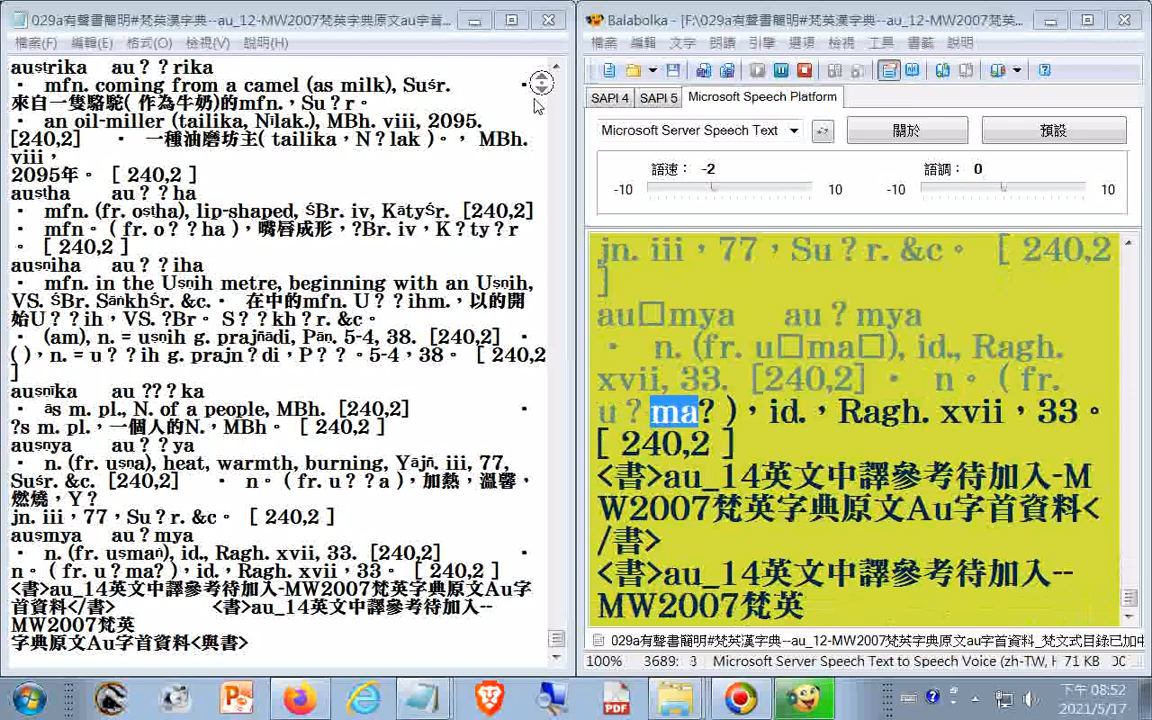 029a有聲書簡明#梵英漢字典--au_12-MW2007梵英字典原文au字首...
檔案(F) 編輯(E) 格式(O) 檢視(V) 說明(H)
auṣṭrika au？？rika
• mfn. coming from a camel (as milk), Suśr. •
來自一隻駱駝( 作為牛奶)的mfn.，Su？r。
• an oil-miller (tailika, Nīlak.), MBh. viii, 2095.
[240,2] • 一種油磨坊主( tailika，N？lak )。， MBh.
viii，
2095年。 [ 240,2 ]
auṣṭha au？？ha
• mfn. (fr. oṣṭha), lip-shaped, ŚBr. iv, KātyŚr. [240,2]
• mfn。( fr. o？？ha )，嘴唇成形，?Br. iv，K？ty？r
。 [ 240,2 ]
auṣṇiha au？？iha
• mfn. in the Uṣṇih metre, beginning with an Uṣṇih,
VS. ŚBr. SāṅkhŚr. &c.• 在中的mfn. U？？ihm.，以的開
始U？？ih，VS. ?Br。 S？？kh？r. &c。
• (am), n. = uṣṇih g. prajñādi, Pāṇ. 5-4, 38. [240,2] •
( )，n. = u？？ih g. prajn？di，P？？。5-4，38。 [ 240,2
]
auṣṇīka au???ka
• ās m. pl., N. of a people, MBh. [240,2] •
?s m. pl.，一個人的N.，MBh。 [ 240,2 ]
auṣṇya au？？ya
• n. (fr. uṣṇa), heat, warmth, burning, Yājñ. iii, 77,
Suśr. &c. [240,2] • n。( fr. u？？a )，加熱，溫馨，
燃燒，Y？
jn. iii，77，Su？r. &c。 [ 240,2 ]
auṣmya au？mya
• n. (fr. uṣmaṅ), id., Ragh. xvii, 33. [240,2] •
n。( fr. u？ma? )，id.，Ragh. xvii，33。 [ 240,2 ]
<書>au_14英文中譯參考待加入-MW2007梵英字典原文Au字
首資料</書> <書>au_14英文中譯參考待加入--
MW2007梵英
字典原文Au字首資料<與書>
Balabolka - [F:\029a有聲書簡明#梵英漢字典--au_12-MW2007梵英...
檔案 編輯 文字 朗讀 引擎 選項 檢視 工具 書籤 說明
SAPI 4 SAPI 5 Microsoft Speech Platform
Microsoft Server Speech Text 關於 預設
語速： -2 語調： 0
-10 10 -10 10
jn. iii，77，Su？r. &c。 [ 240,2
]
au□mya au？mya
• n. (fr. u□ma□), id., Ragh.
xvii, 33. [240,2] • n。( fr.
u？ma? )，id.，Ragh. xvii，33。
[ 240,2 ]
<書>au_14英文中譯參考待加入-M
W2007梵英字典原文Au字首資料<
/書>
<書>au_14英文中譯參考待加入--
MW2007梵英
029a有聲書簡明#梵英漢字典--au_12-MW2007梵英字典原文au字首資料_梵文式目錄已加中
100% 3689: Microsoft Server Speech Text to Speech Voice (zh-TW, 71 KB
PDF
下午 08:52
2021/5/17